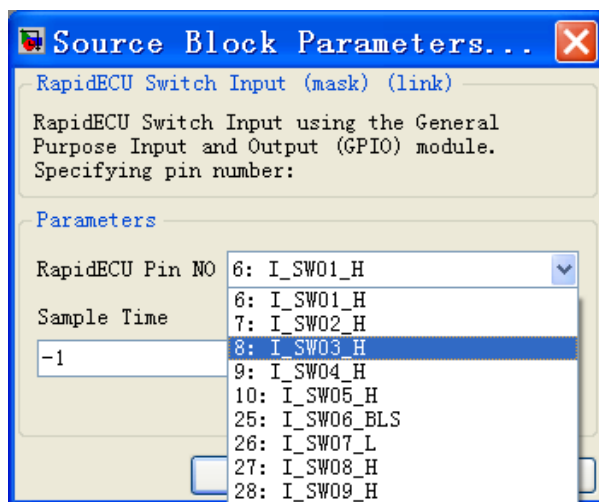 Source Block Parameters...
RapidECU Switch Input (mask) (link)
RapidECU Switch Input using the General
Purpose Input and Output (GPIO) module.
Specifying pin number:
Parameters
RapidECU Pin NO 6: I_SW01_H
6: I_SW01_H
7: I_SW02_H
Sample Time
8: I_SW03_H
-1
9: I_SW04_H
10: I_SW05_H
25: I_SW06_BLS
26: I_SW07_L
27: I_SW08_H
28: I_SW09_H